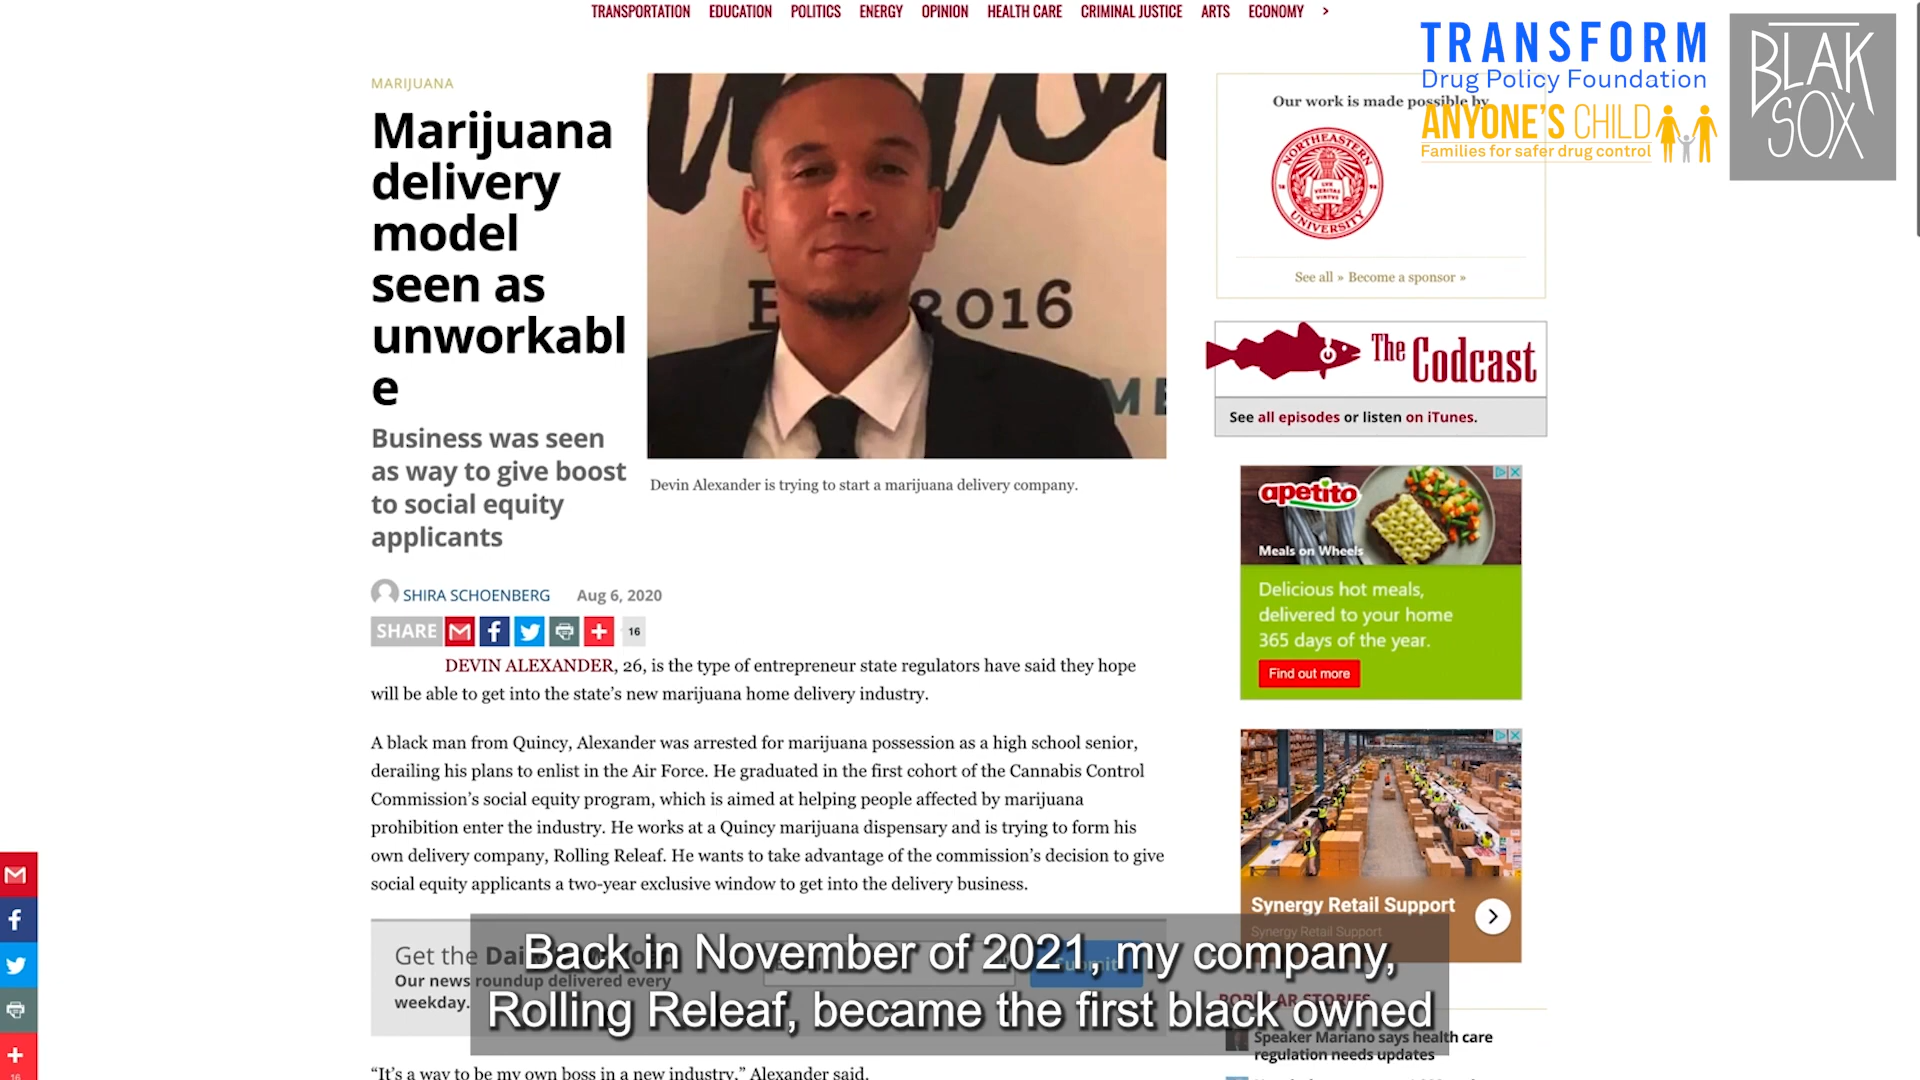 TRANSPORTATION EDUCATION POLITICS ENERGY OPINION HEALTH CARE CRIMINAL JUSTICE ARTS ECONOMY >
TRANSFORM
Drug Policy Foundation
ANYONE'S CHILD
Families for safer drug control
BLAK
SOX
MARIJUANA
Marijuana
delivery
model
seen as
unworkabl
e
Business was seen
as way to give boost
to social equity
applicants
E 2016
ME
Devin Alexander is trying to start a marijuana delivery company.
SHIRA SCHOENBERG Aug 6, 2020
SHARE 16
DEVIN ALEXANDER, 26, is the type of entrepreneur state regulators have said they hope
will be able to get into the state's new marijuana home delivery industry.
A black man from Quincy, Alexander was arrested for marijuana possession as a high school senior,
derailing his plans to enlist in the Air Force. He graduated in the first cohort of the Cannabis Control
Commission's social equity program, which is aimed at helping people affected by marijuana
prohibition enter the industry. He works at a Quincy marijuana dispensary and is trying to form his
own delivery company, Rolling Releaf. He wants to take advantage of the commission's decision to give
social equity applicants a two-year exclusive window to get into the delivery business.
Get the
Our news roundup delivered every
weekday.
Submit
"It's a way to be my own boss in a new industry," Alexander said.
Our work is made possible by
NORTHEASTERN
UNIVERSITY
LUX
VERITAS
VIRTUS
See all » Become a sponsor »
The Codcast
See all episodes or listen on iTunes.
apetito
Meals on Wheels
Delicious hot meals,
delivered to your home
365 days of the year.
Find out more
Synergy Retail Support
Synergy Retail Support
POPULAR STORIES
Speaker Mariano says health care
regulation needs updates
16
Back in November of 2021, my company,
Rolling Releaf, became the first black owned